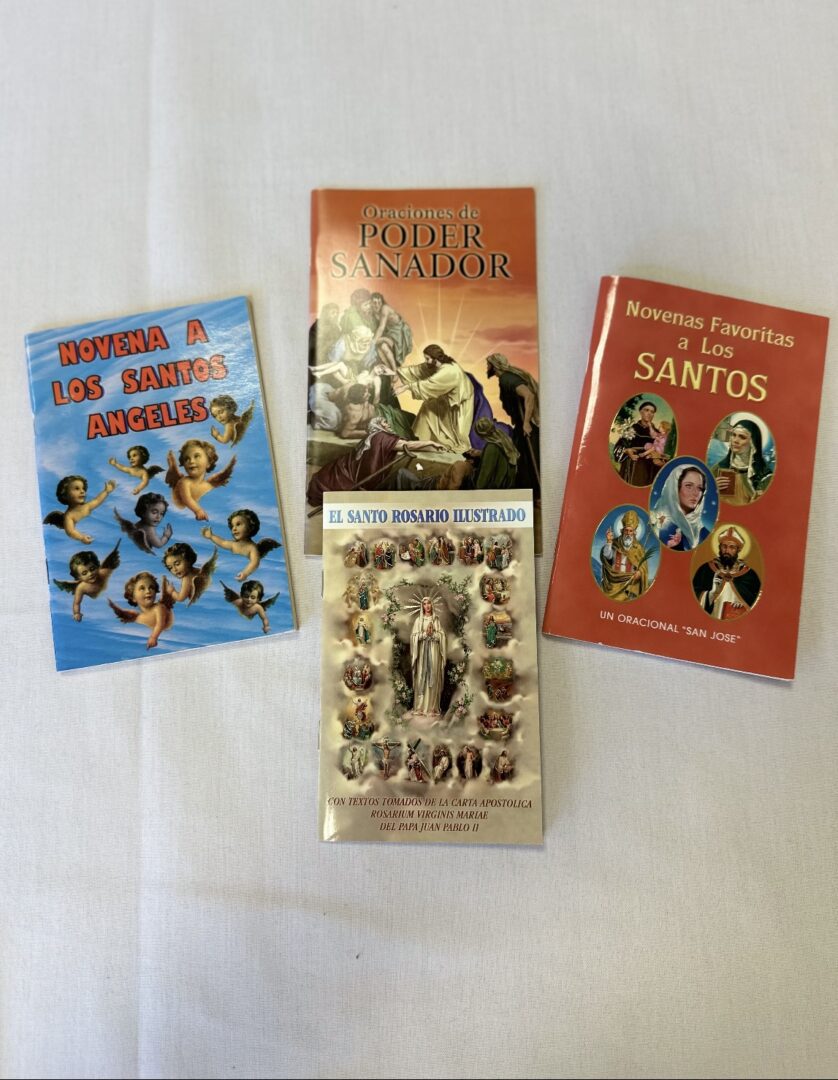 NOVENA A
LOS SANTOS
ANGELES
Oraciones de
PODER
SANADOR
Novenas Favoritas
a Los
SANTOS
UN ORACIONAL "SAN JOSE"
EL SANTO ROSARIO ILUSTRADO
CON TEXTOS TOMADOS DE LA CARTA APOSTOLICA
ROSARIUM VIRGINIS MARIAE
DEL PAPA JUAN PABLO II